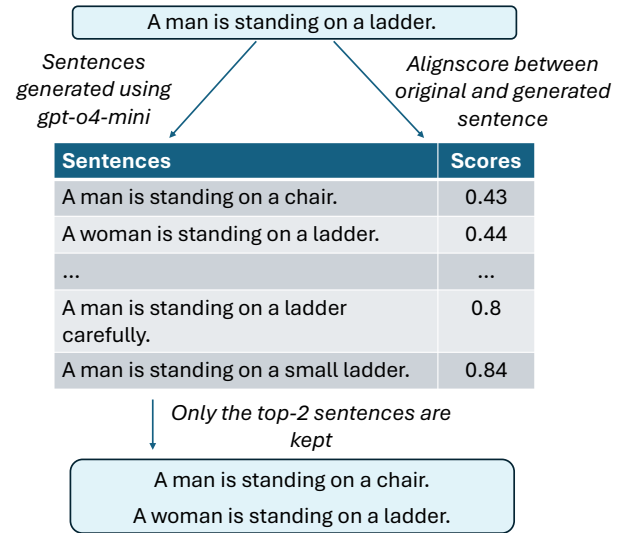 A man is standing on a ladder.
Sentences
generated using
gpt-o4-mini
Alignscore between
original and generated
sentence
Sentences Scores
A man is standing on a chair. 0.43
A woman is standing on a ladder. 0.44
... ...
A man is standing on a ladder 0.8
carefully.
A man is standing on a small ladder. 0.84
Only the top-2 sentences are
kept
A man is standing on a chair.
A woman is standing on a ladder.